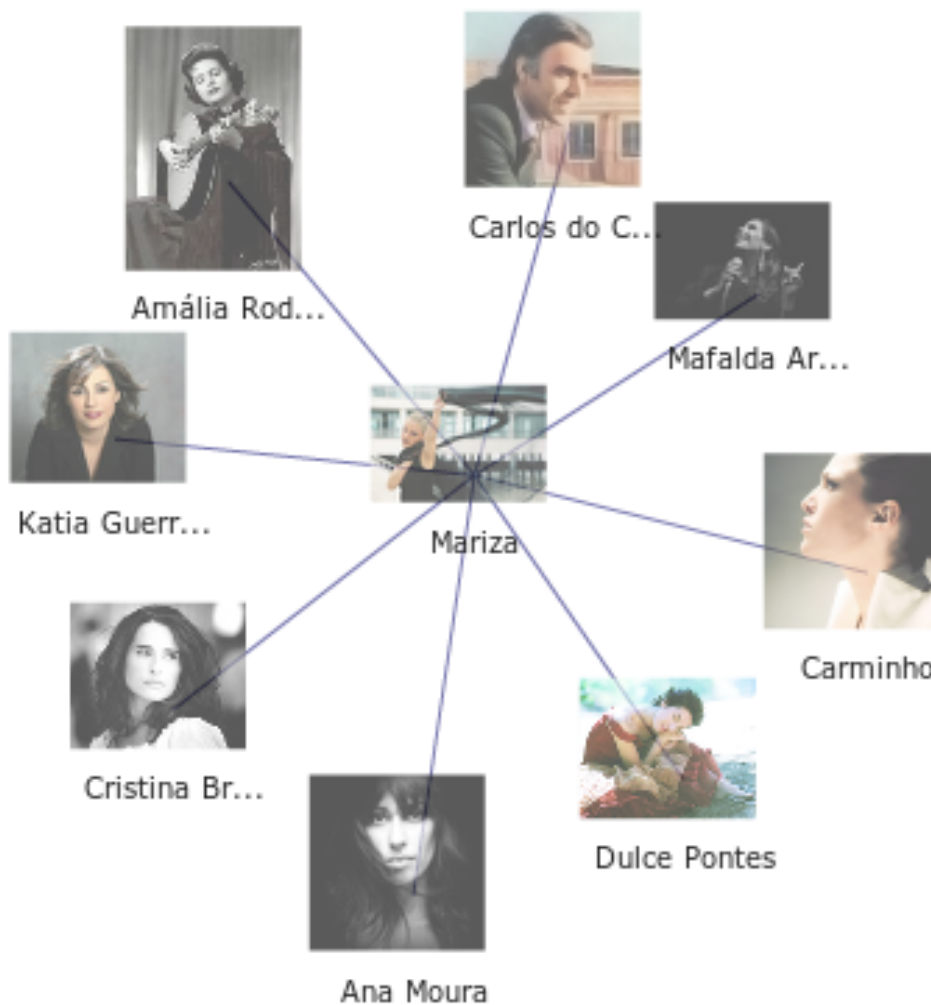 Carlos do C...
Amália Rod...
Mafalda Ar...
Katia Guerr...
Mariza
Carminho
Cristina Br...
Dulce Pontes
Ana Moura